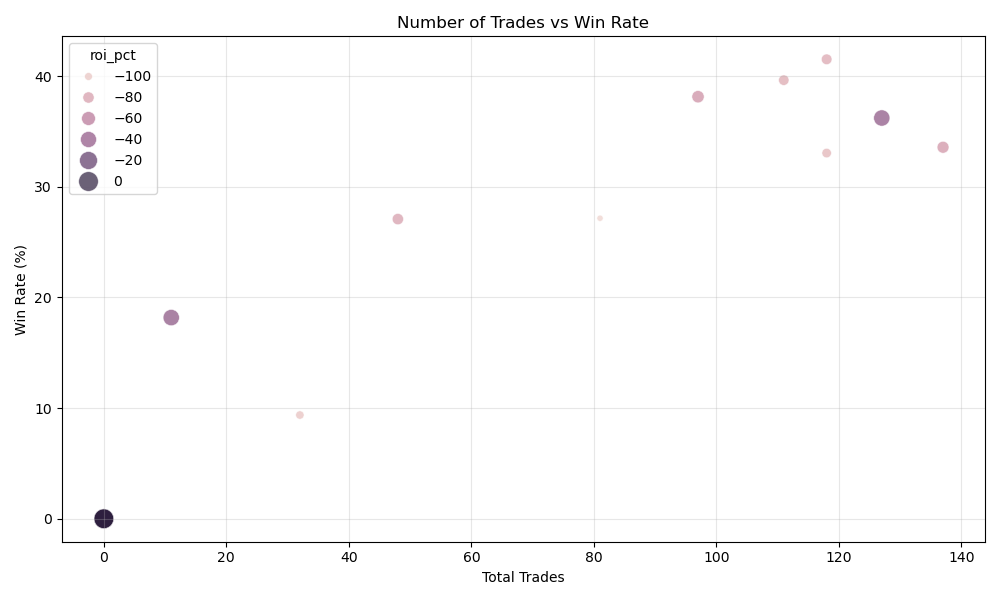 Number of Trades vs Win Rate
roi_pct
−100
−80
−60
−40
−20
0
Win Rate (%)
40
30
20
10
0
0 20 40 60 80 100 120 140
Total Trades